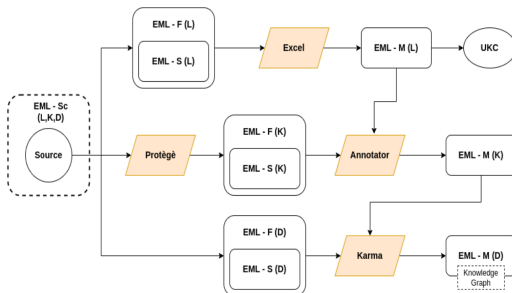 EML - F (L)
EML - S (L)
Excel
EML - M (L)
UKC
EML - Sc
(L,K,D)
Source
Protègè
EML - F (K)
EML - S (K)
Annotator
EML - M (K)
EML - F (D)
EML - S (D)
Karma
EML - M (D)
Knowledge
Graph